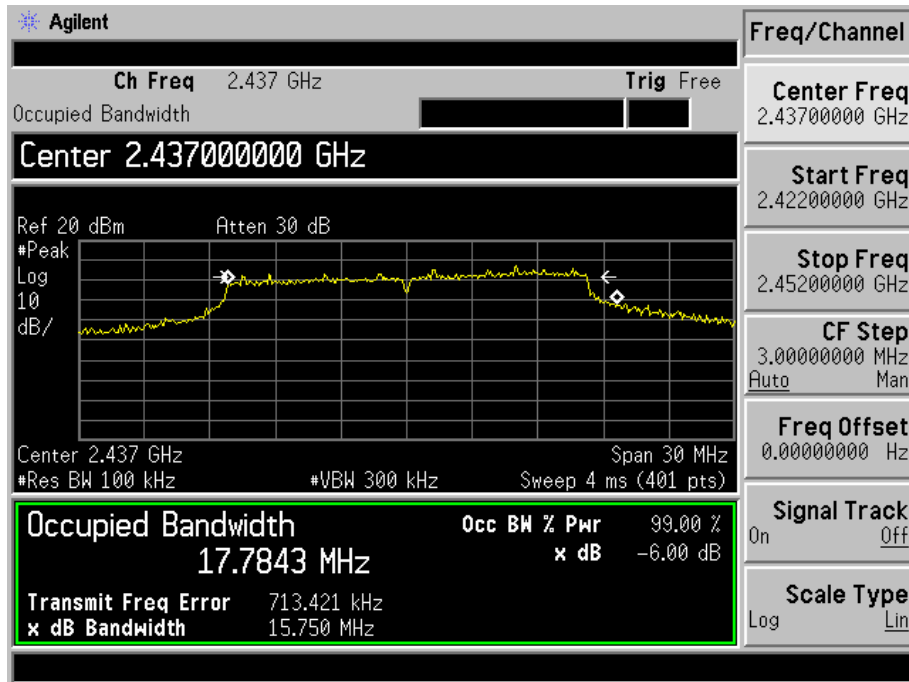 Agilent
Ch Freq 2.437 GHz Trig Free
Occupied Bandwidth
Center 2.437000000 GHz
Ref 20 dBm Atten 30 dB
#Peak
Log
10
dB/
Center 2.437 GHz Span 30 MHz
#Res BW 100 kHz #VBW 300 kHz Sweep 4 ms (401 pts)
Occupied Bandwidth Occ BW % Pwr 99.00 %
17.7843 MHz x dB -6.00 dB
Transmit Freq Error 713.421 kHz
x dB Bandwidth 15.750 MHz
Freq/Channel
Center Freq
2.43700000 GHz
Start Freq
2.42200000 GHz
Stop Freq
2.45200000 GHz
CF Step
3.00000000 MHz
Auto Man
Freq Offset
0.00000000 Hz
Signal Track
On Off
Scale Type
Log Lin